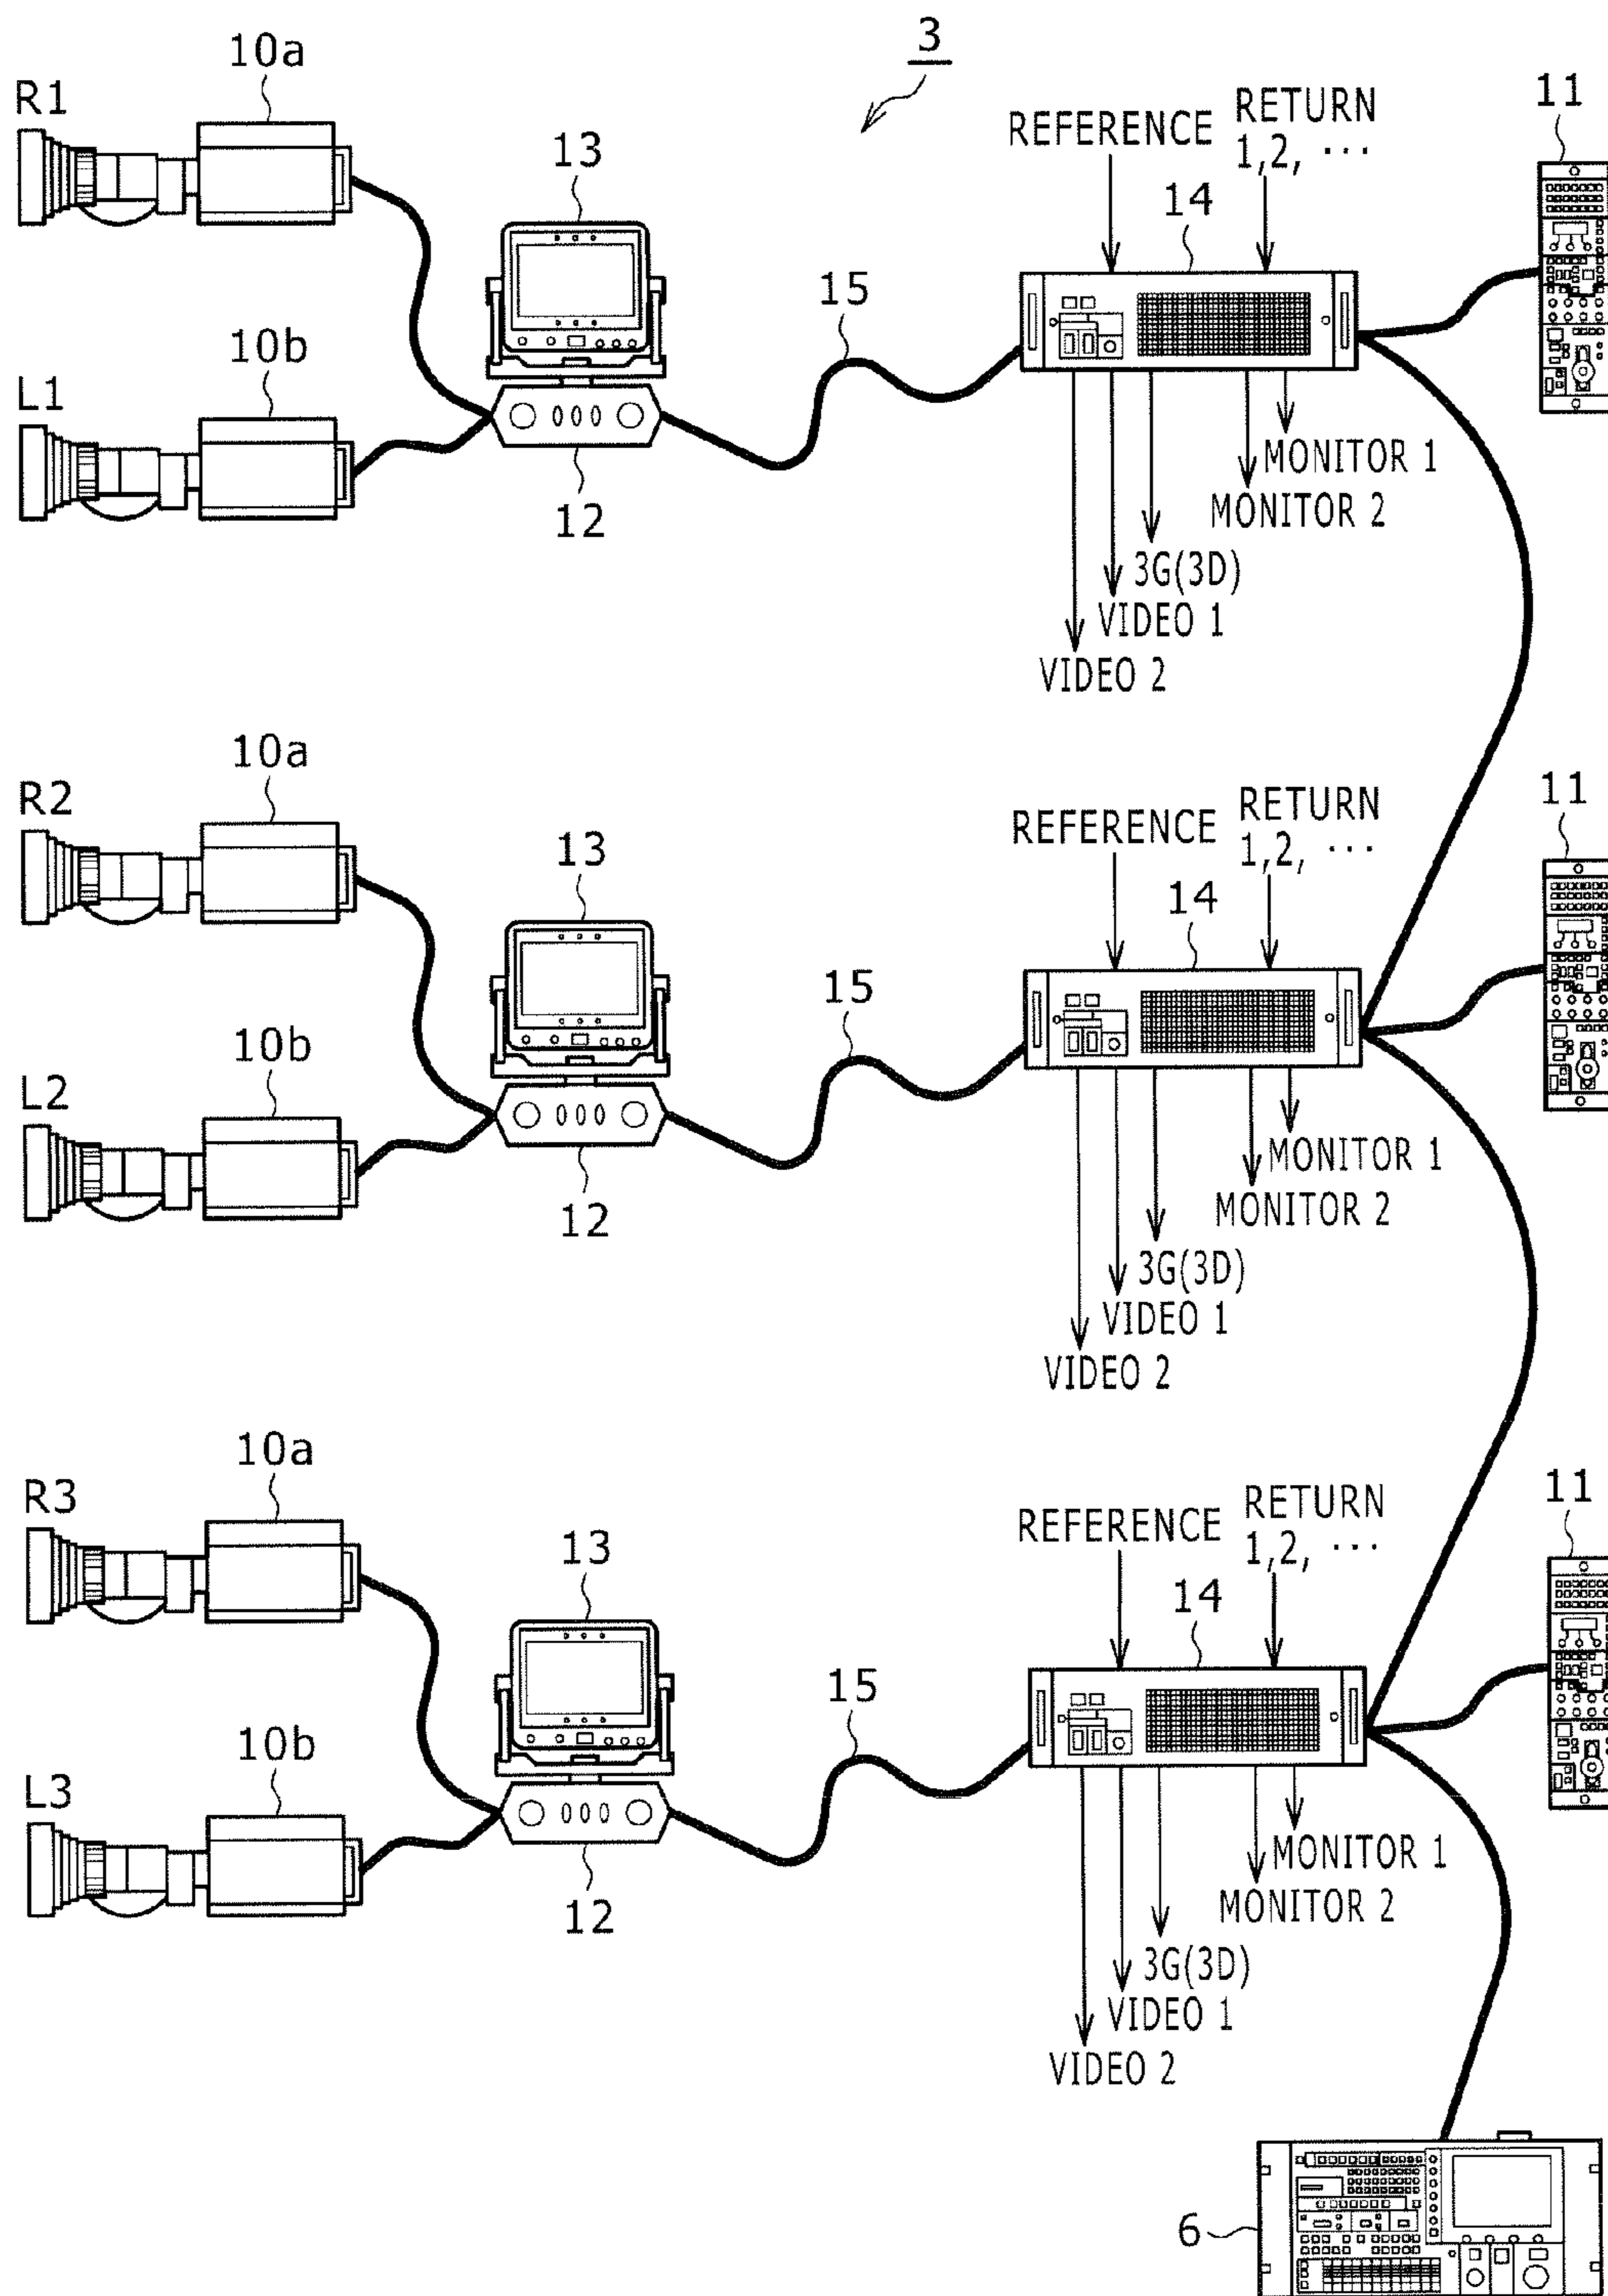 3
10a
R1
13
REFERENCE
RETURN
1,2, ···
11
14
15
10b
L1
12
MONITOR 1
MONITOR 2
3G(3D)
VIDEO 1
VIDEO 2
10a
R2
13
REFERENCE
RETURN
1,2, ···
11
14
15
10b
L2
12
MONITOR 1
MONITOR 2
3G(3D)
VIDEO 1
VIDEO 2
10a
R3
13
REFERENCE
RETURN
1,2, ···
11
14
15
10b
L3
12
MONITOR 1
MONITOR 2
3G(3D)
VIDEO 1
VIDEO 2
6